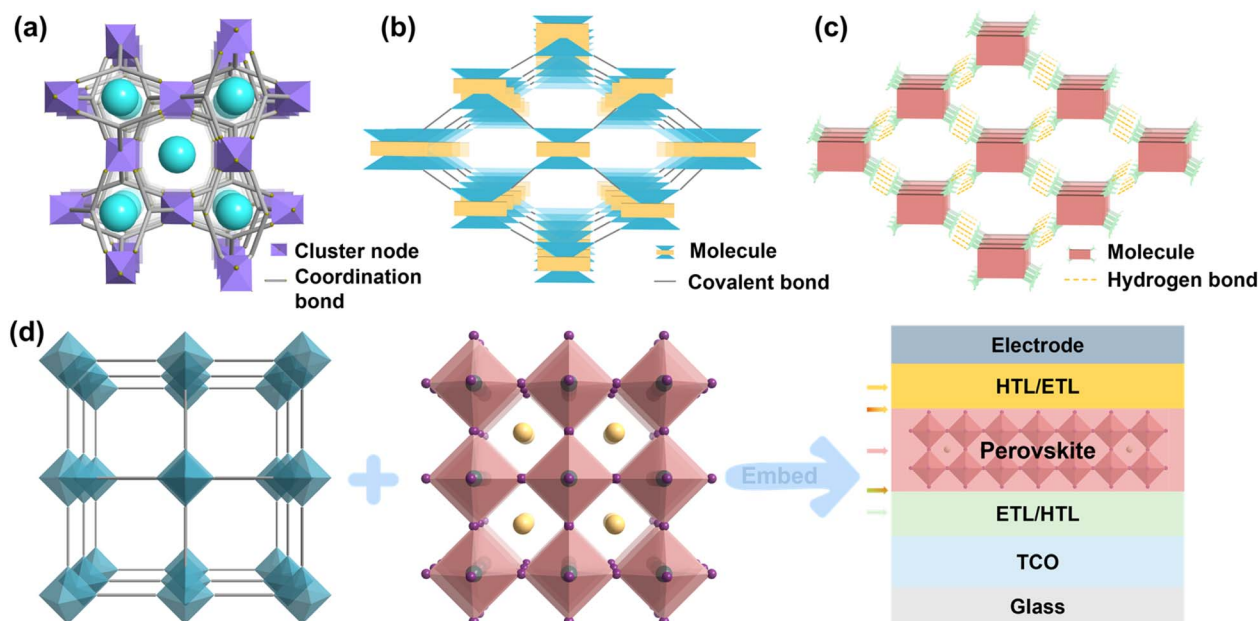 (a)
Cluster node
Coordination
bond
(b)
Molecule
Covalent bond
(c)
Molecule
Hydrogen bond
(d)
Embed
Electrode
HTL/ETL
Perovskite
ETL/HTL
TCO
Glass